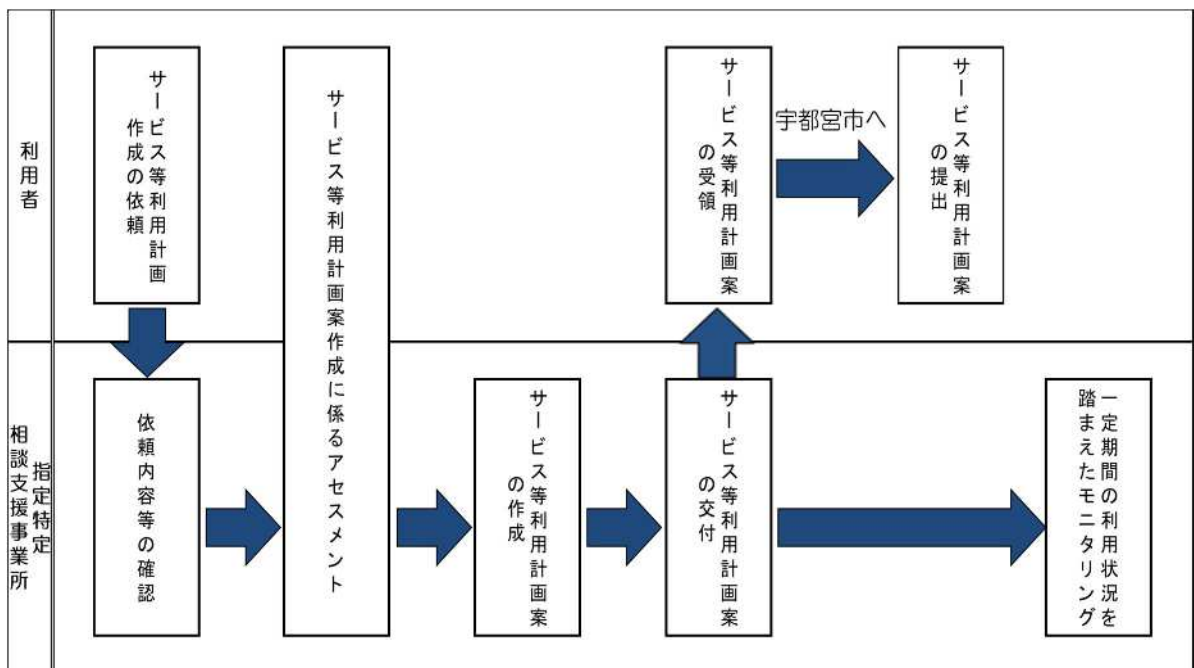 利用者
サービス等利用計画
作成の依頼
サービス等利用計画案作成に係るアセスメント
サービス等利用計画案
の受領
宇都宮市へ
サービス等利用計画案
の提出
指定特定
相談支援事業所
依頼内容等の確認
サービス等利用計画案
の作成
サービス等利用計画案
の交付
一定期間の利用状況を
踏まえたモニタリング